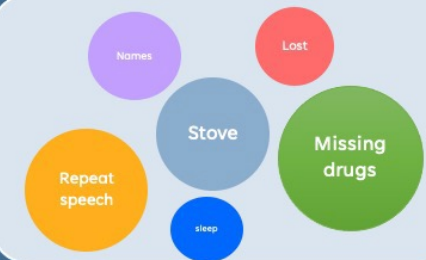 Names
Lost
Stove
Missing
drugs
Repeat
speech
sleep